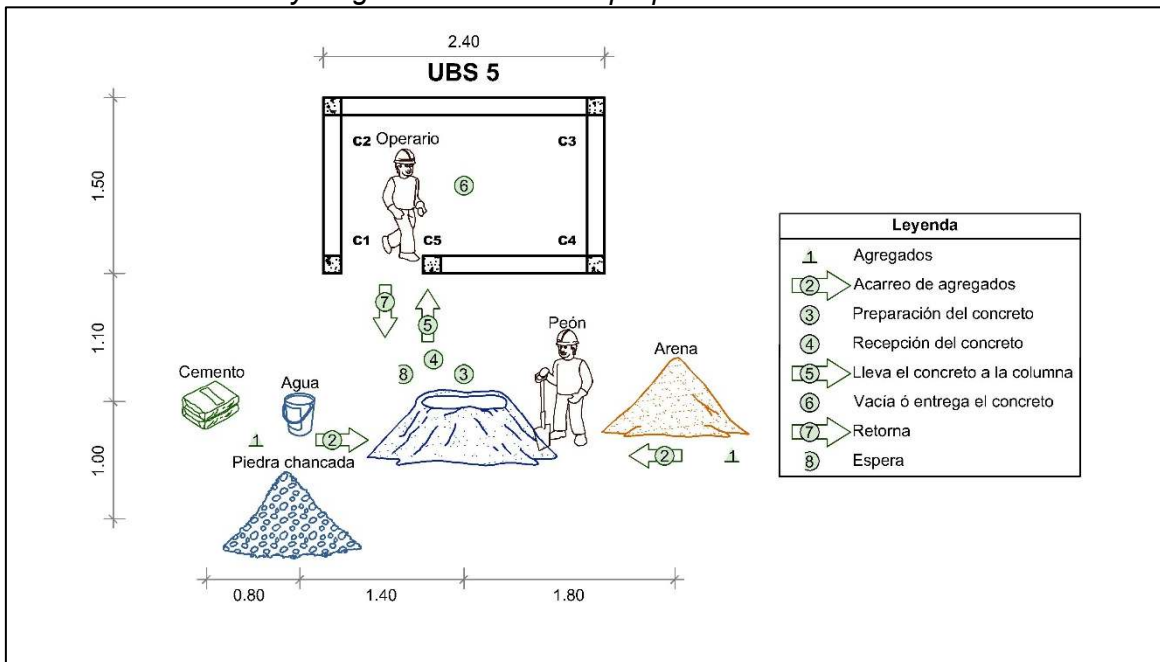 2.40
UBS 5
C2 Operario
C3
6
1.50
C1
C5
C4
7
5
1.10
Peón
4
Arena
8
3
Cemento
Agua
1
2
2
1
1.00
Piedra chancada
0.80
1.40
1.80
Leyenda
1 Agregados
2 Acarreo de agregados
3 Preparación del concreto
4 Recepción del concreto
5 Lleva el concreto a la columna
6 Vacía ó entrega el concreto
7 Retorna
8 Espera